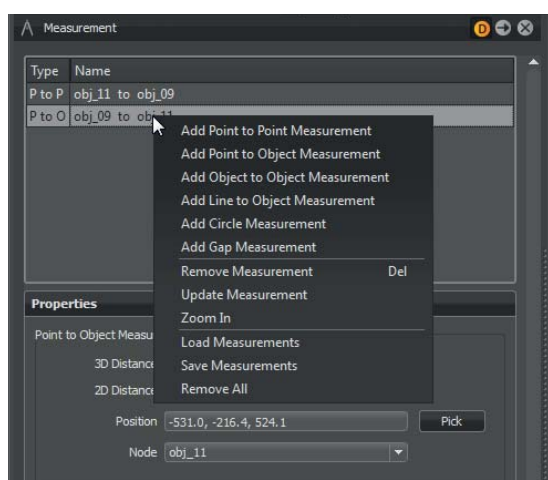 Measurement
D
Type Name
P to P obj_11 to obj_09
P to O obj_09 to obj_11
Add Point to Point Measurement
Add Point to Object Measurement
Add Object to Object Measurement
Add Line to Object Measurement
Add Circle Measurement
Add Gap Measurement
Remove Measurement Del
Update Measurement
Zoom In
Load Measurements
Save Measurements
Remove All
Properties
Point to Object Measu
3D Distance
2D Distance
Position -531.0, -216.4, 524.1 Pick
Node obj_11